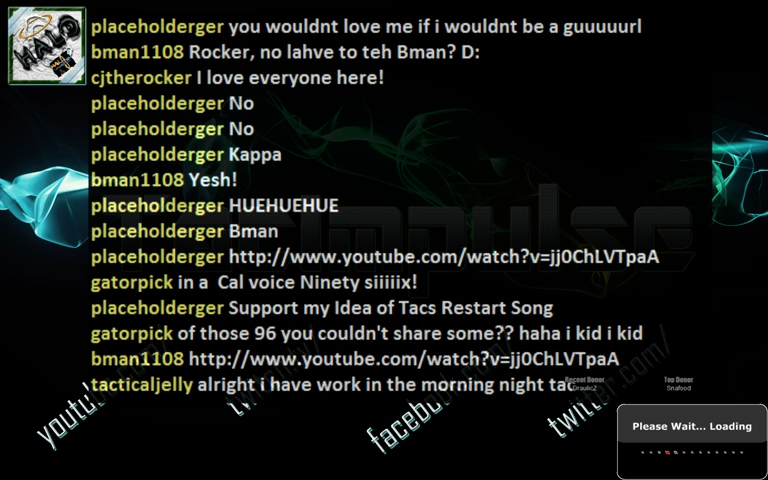 HALO
placeholderger you wouldnt love me if i wouldnt be a guuuuurl
bman1108 Rocker, no lahve to teh Bman? D:
cjtherocker I love everyone here!
placeholderger No
placeholderger No
placeholderger Kappa
bman1108 Yesh!
placeholderger HUEHUEHUE
placeholderger Bman
placeholderger http://www.youtube.com/watch?v=jj0ChLVTpaA
gatorpick in a  Cal voice Ninety siiiiix!
placeholderger Support my Idea of Tacs Restart Song
gatorpick of those 96 you couldn't share some?? haha i kid i kid
bman1108 http://www.youtube.com/watch?v=jj0ChLVTpaA
tacticaljelly alright i have work in the morning night tac
Recent Donor
DraulicZ
Top Donor
Snafood
Please Wait... Loading